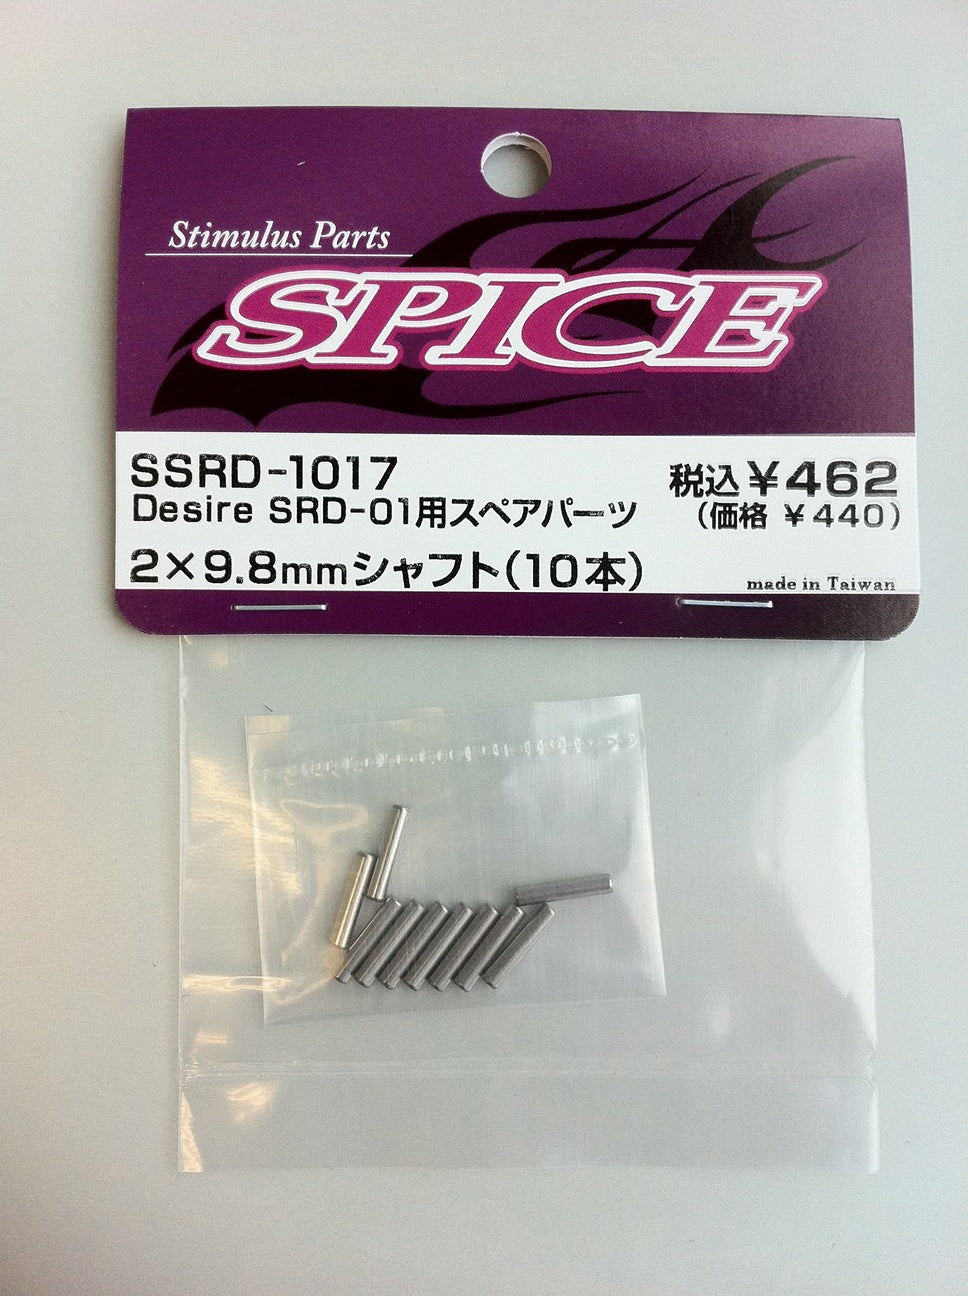 Stimulus Parts
SPICE
SSRD-1017
Desire SRD-01用スペアパーツ
2×9.8mmシャフト(10本)
税込¥462
(価格 ¥440)
made in Taiwan